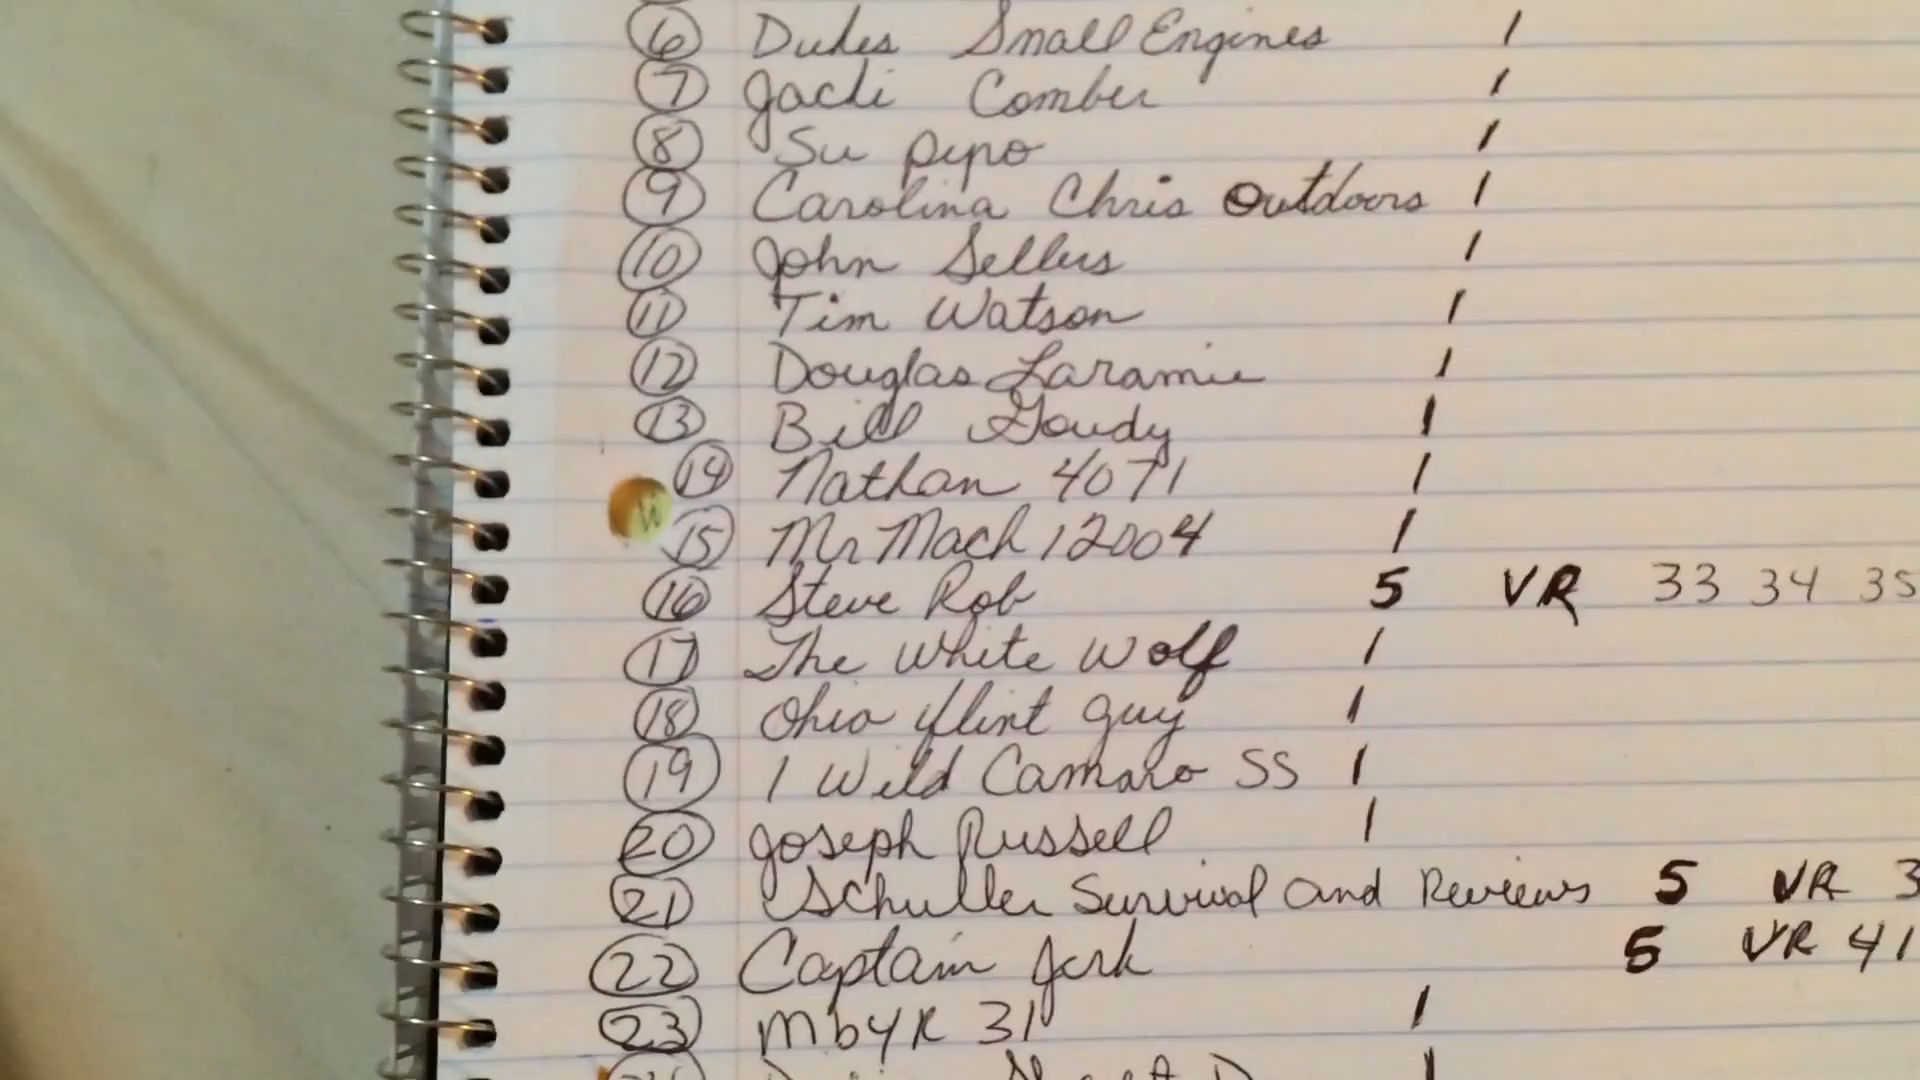 6 Dukes Small Engines 1
7 Jacki Comber 1
8 Su pipo 1
9 Carolina Chris Outdoors 1
10 John Sellers 1
11 Tim Watson 1
12 Douglas Laramie 1
13 Bill Goudy 1
14 Nathan 4071 1
15 Mr Mach 12004 1
16 Steve Rob 5 VR 33 34 35
17 The White Wolf 1
18 Ohio flint guy 1
19 1 Wild Camaro SS 1
20 Joseph Russell 1
21 Schuller Survival and Reviews 5 VR 3
22 Captain Jerk 5 VR 41
23 MbyR 31 1